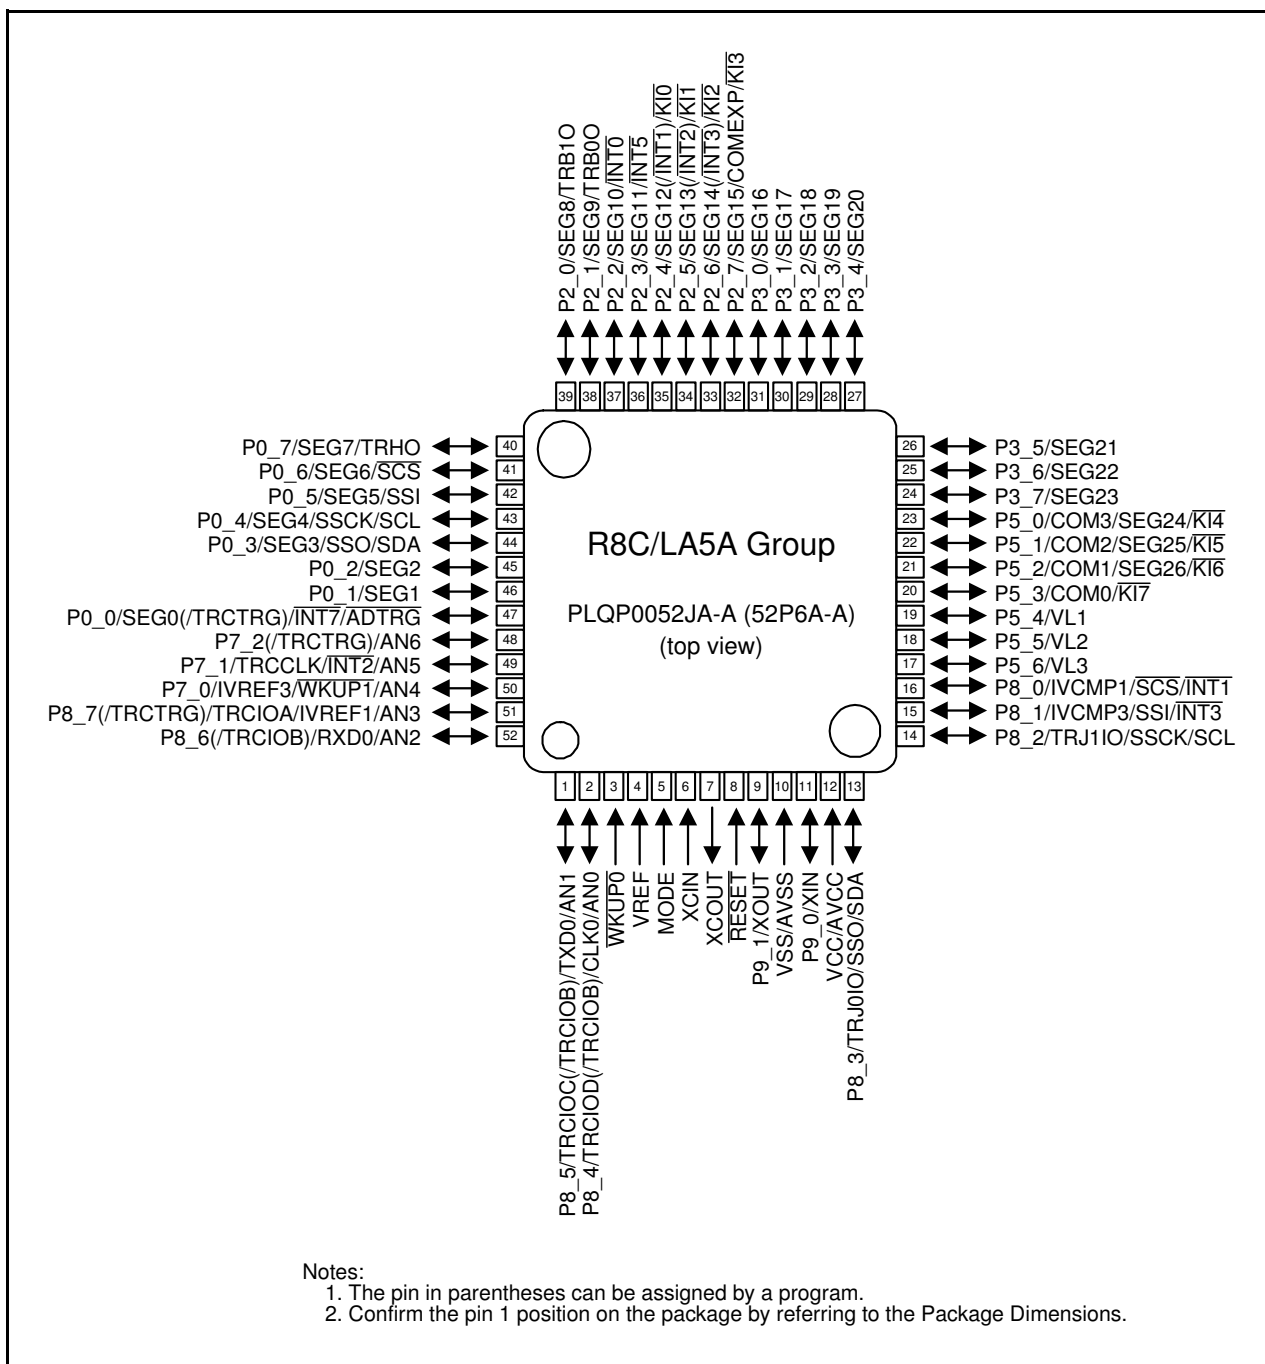 P2_0/SEG8/TRB1O
P2_1/SEG9/TRB0O
P2_2/SEG10/INT0
P2_3/SEG11/INT5
P2_4/SEG12(/INT1)/KI0
P2_5/SEG13(/INT2)/KI1
P2_6/SEG14(/INT3)/KI2
P2_7/SEG15/COMEXP/KI3
P3_0/SEG16
P3_1/SEG17
P3_2/SEG18
P3_3/SEG19
P3_4/SEG20
39 38 37 36 35 34 33 32 31 30 29 28 27
P0_7/SEG7/TRHO 40
P0_6/SEG6/SCS 41
P0_5/SEG5/SSI 42
P0_4/SEG4/SSCK/SCL 43
P0_3/SEG3/SSO/SDA 44
P0_2/SEG2 45
P0_1/SEG1 46
P0_0/SEG0(/TRCTRG)/INT7/ADTRG 47
P7_2(/TRCTRG)/AN6 48
P7_1/TRCCLK/INT2/AN5 49
P7_0/IVREF3/WKUP1/AN4 50
P8_7(/TRCTRG)/TRCIOA/IVREF1/AN3 51
P8_6(/TRCIOB)/RXD0/AN2 52
R8C/LA5A Group
PLQP0052JA-A (52P6A-A)
(top view)
26 P3_5/SEG21
25 P3_6/SEG22
24 P3_7/SEG23
23 P5_0/COM3/SEG24/KI4
22 P5_1/COM2/SEG25/KI5
21 P5_2/COM1/SEG26/KI6
20 P5_3/COM0/KI7
19 P5_4/VL1
18 P5_5/VL2
17 P5_6/VL3
16 P8_0/IVCMP1/SCS/INT1
15 P8_1/IVCMP3/SSI/INT3
14 P8_2/TRJ1IO/SSCK/SCL
1 2 3 4 5 6 7 8 9 10 11 12 13
P8_5/TRCIOC(/TRCIOB)/TXD0/AN1
P8_4/TRCIOD(/TRCIOB)/CLK0/AN0
WKUP0
VREF
MODE
XCIN
XCOUT
RESET
P9_1/XOUT
VSS/AVSS
P9_0/XIN
VCC/AVCC
P8_3/TRJ0IO/SSO/SDA
Notes:
1. The pin in parentheses can be assigned by a program.
2. Confirm the pin 1 position on the package by referring to the Package Dimensions.